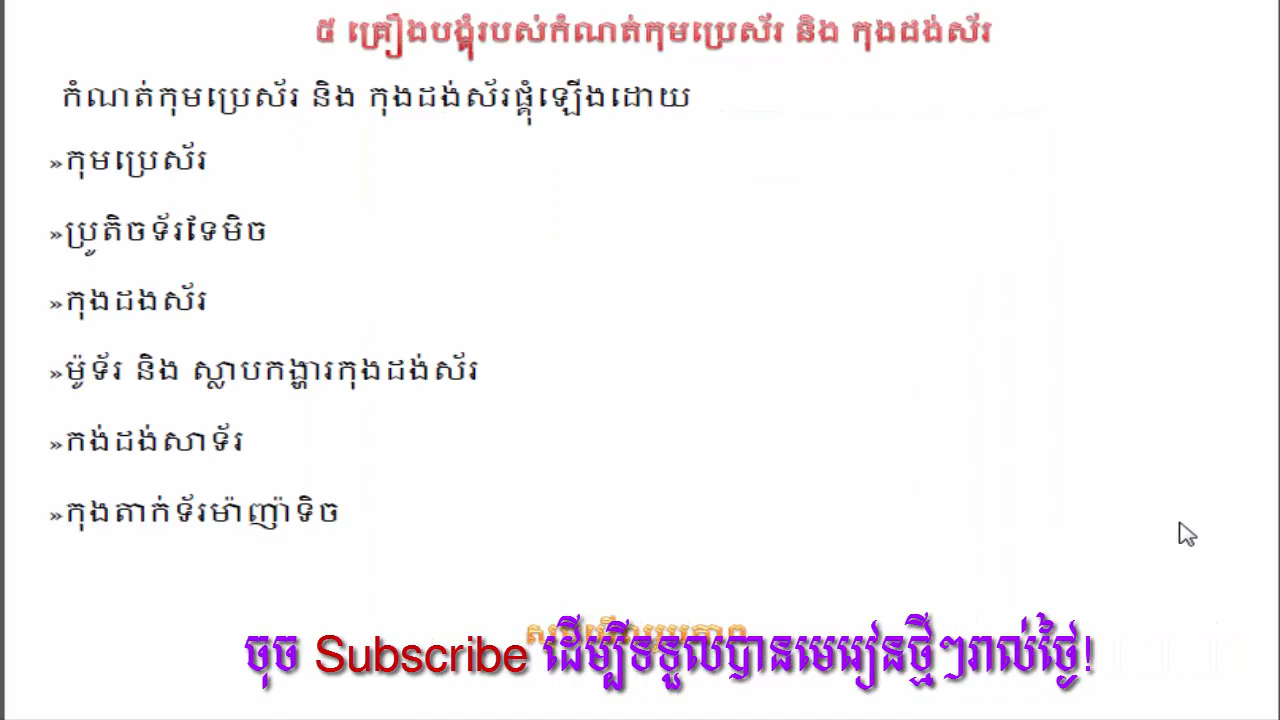 ៥ គ្រឿងបង្គុំរបស់កំណត់កុមប្រេស័រ និង កុងដង់ស័រ
កំណត់កុមប្រេស័រ និង កុងដង់ស័រផ្គុំឡើងដោយ
»កុមប្រេស័រ
»ប្រូតិចទ័រទែមិច
»កុងដងស័រ
»ម៉ូទ័រ និង ស្លាបកង្ហារកុងដង់ស័រ
»កង់ដង់សាទ័រ
»កុងតាក់ទ័រម៉ាញ៉ាទិច
ចុច Subscribe ដើម្បីទទួលបានមេរៀនថ្មីៗរាល់ថ្ងៃ!